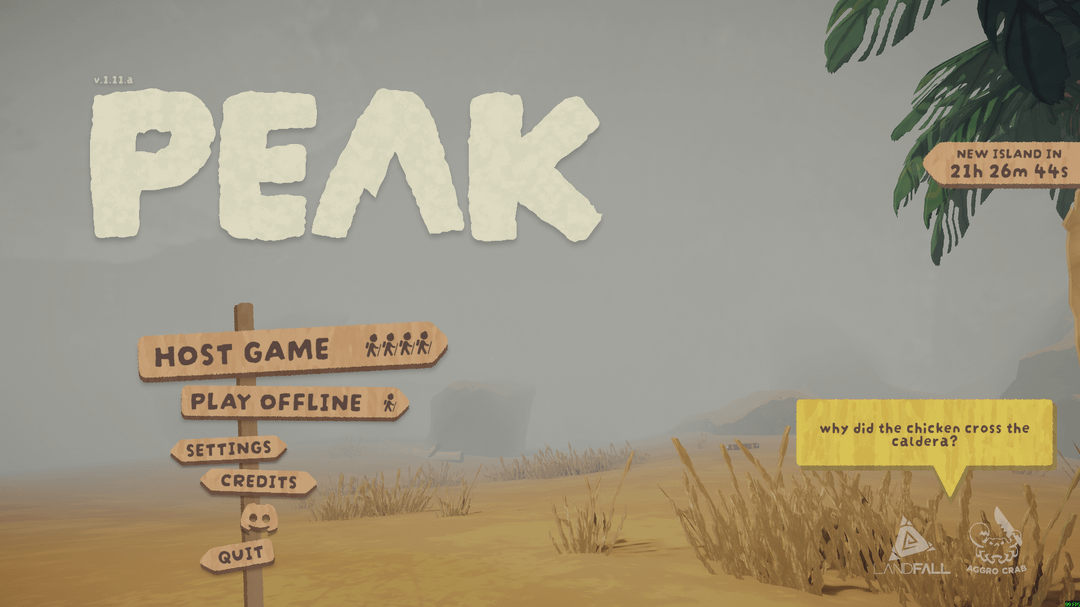 v.1.11.a
PEAK
NEW ISLAND IN
21h 26m 44s
HOST GAME
PLAY OFFLINE
SETTINGS
CREDITS
QUIT
why did the chicken cross the
caldera?
LANDFALL
AGGRO CRAB